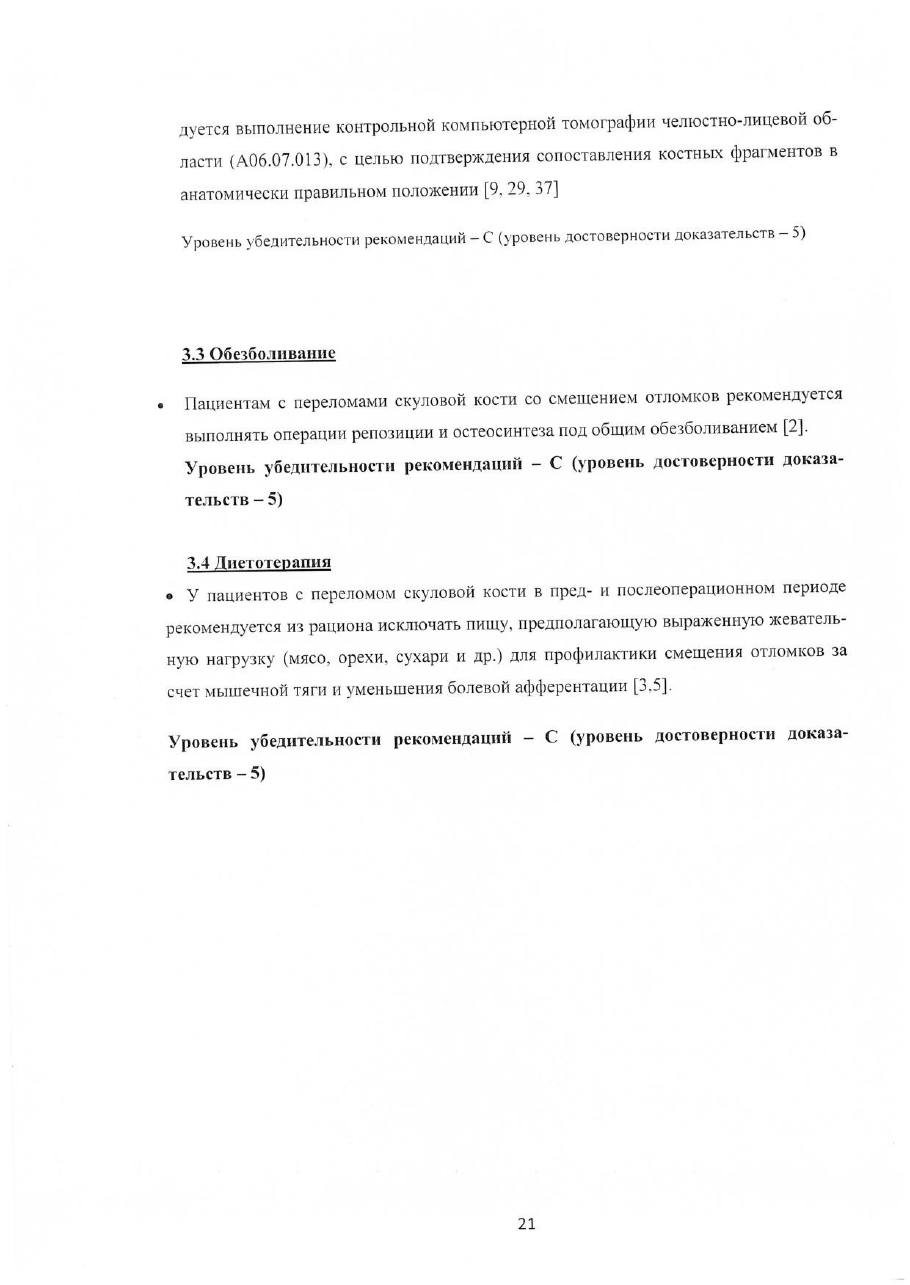 дуется выполнение контрольной компьютерной томографии челюстно-лицевой об-
ласти (А06.07.013), с целью подтверждения сопоставления костных фрагментов в
анатомически правильном положении [9, 29, 37]
Уровень убедительности рекомендаций – С (уровень достоверности доказательств – 5)
3.3 Обезболивание
• Пациентам с переломами скуловой кости со смещением отломков рекомендуется
выполнять операции репозиции и остеосинтеза под общим обезболиванием [2].
Уровень убедительности рекомендаций – С (уровень достоверности доказа-
тельств – 5)
3.4 Диетотерапия
• У пациентов с переломом скуловой кости в пред- и послеоперационном периоде
рекомендуется из рациона исключать пищу, предполагающую выраженную жеватель-
ную нагрузку (мясо, орехи, сухари и др.) для профилактики смещения отломков за
счет мышечной тяги и уменьшения болевой афферентации [3,5].
Уровень убедительности рекомендаций – С (уровень достоверности доказа-
тельств – 5)
21